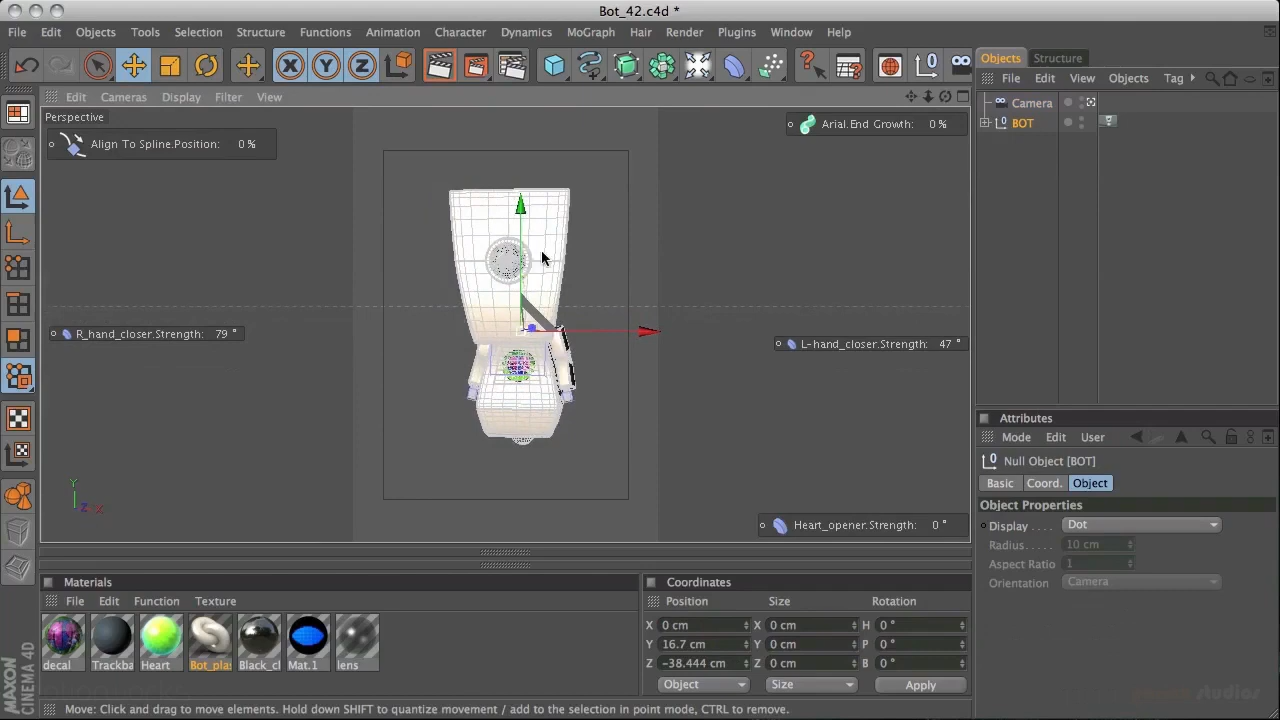 Bot_42.c4d *
File Edit Objects Tools Selection Structure Functions Animation Character Dynamics MoGraph Hair Render Plugins Window Help
X Y Z
Objects Structure
Edit Cameras Display Filter View
File Edit View Objects Tag
Perspective
Camera
BOT
Align To Spline.Position: 0 %
Arial.End Growth: 0 %
R_hand_closer.Strength: 79 °
L-hand_closer.Strength: 47 °
Heart_opener.Strength: 0 °
Y
Z X
Attributes
Mode Edit User
Null Object [BOT]
Basic Coord. Object
Object Properties
Display .... Dot
Radius..... 10 cm
Aspect Ratio 1
Orientation Camera
Materials
File Edit Function Texture
decal Trackba Heart Bot_plas Black_cl Mat.1 lens
Coordinates
Position Size Rotation
X 0 cm X 0 cm H 0 °
Y 16.7 cm Y 0 cm P 0 °
Z -38.444 cm Z 0 cm B 0 °
Object Size Apply
MAXON CINEMA 4D
Move: Click and drag to move elements. Hold down SHIFT to quantize movement / add to the selection in point mode, CTRL to remove.
studios